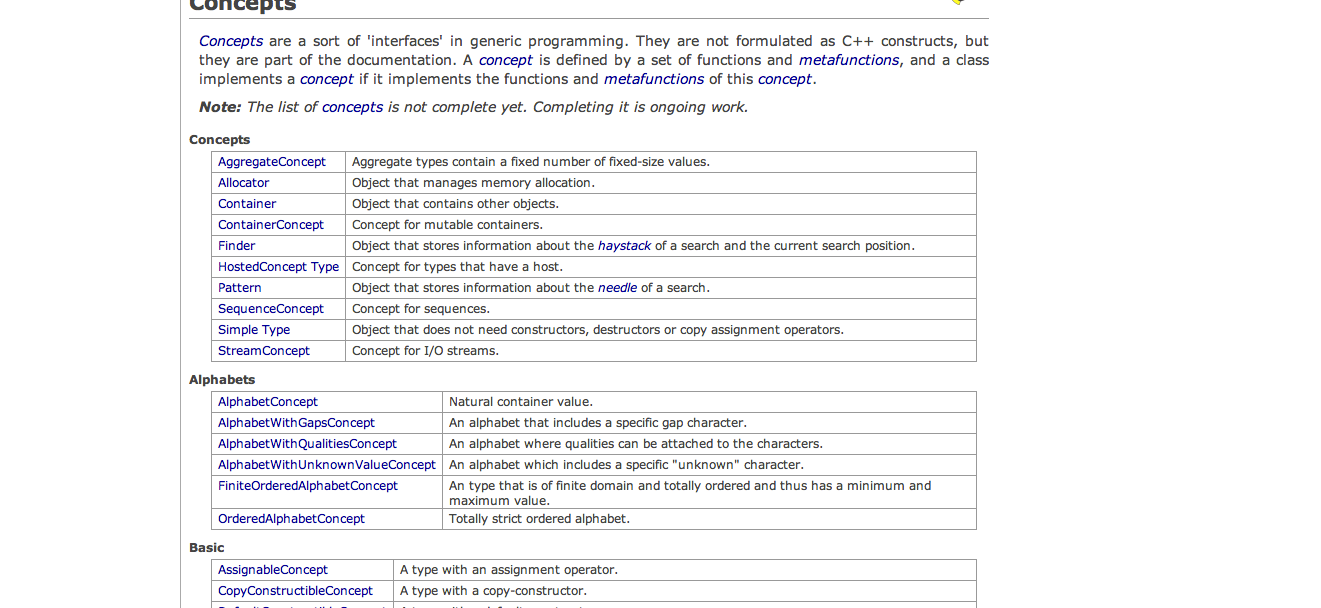 Concepts
Concepts are a sort of 'interfaces' in generic programming. They are not formulated as C++ constructs, but
they are part of the documentation. A concept is defined by a set of functions and metafunctions, and a class
implements a concept if it implements the functions and metafunctions of this concept.
Note: The list of concepts is not complete yet. Completing it is ongoing work.
Concepts
AggregateConcept Aggregate types contain a fixed number of fixed-size values.
Allocator Object that manages memory allocation.
Container Object that contains other objects.
ContainerConcept Concept for mutable containers.
Finder Object that stores information about the haystack of a search and the current search position.
HostedConcept Type Concept for types that have a host.
Pattern Object that stores information about the needle of a search.
SequenceConcept Concept for sequences.
Simple Type Object that does not need constructors, destructors or copy assignment operators.
StreamConcept Concept for I/O streams.
Alphabets
AlphabetConcept Natural container value.
AlphabetWithGapsConcept An alphabet that includes a specific gap character.
AlphabetWithQualitiesConcept An alphabet where qualities can be attached to the characters.
AlphabetWithUnknownValueConcept An alphabet which includes a specific "unknown" character.
FiniteOrderedAlphabetConcept An type that is of finite domain and totally ordered and thus has a minimum and
maximum value.
OrderedAlphabetConcept Totally strict ordered alphabet.
Basic
AssignableConcept A type with an assignment operator.
CopyConstructibleConcept A type with a copy-constructor.